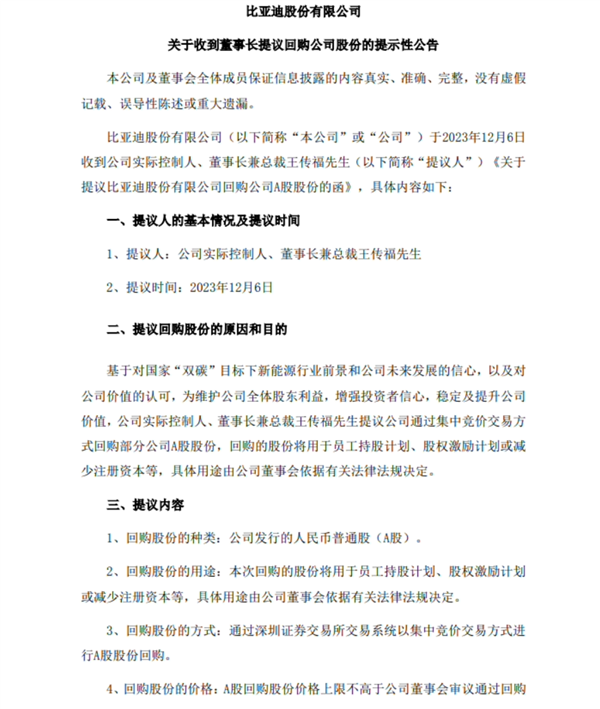 比亚迪股份有限公司
关于收到董事长提议回购公司股份的提示性公告
本公司及董事会全体成员保证信息披露的内容真实、准确、完整，没有虚假
记载、误导性陈述或重大遗漏。
比亚迪股份有限公司（以下简称“本公司”或“公司”）于2023年12月6日
收到公司实际控制人、董事长兼总裁王传福先生（以下简称“提议人”）《关于
提议比亚迪股份有限公司回购公司A股股份的函》，具体内容如下：
一、提议人的基本情况及提议时间
1、提议人：公司实际控制人、董事长兼总裁王传福先生
2、提议时间：2023年12月6日
二、提议回购股份的原因和目的
基于对国家“双碳”目标下新能源行业前景和公司未来发展的信心，以及对
公司价值的认可，为维护公司全体股东利益，增强投资者信心，稳定及提升公司
价值，公司实际控制人、董事长兼总裁王传福先生提议公司通过集中竞价交易方
式回购部分公司A股股份，回购的股份将用于员工持股计划、股权激励计划或减
少注册资本等，具体用途由公司董事会依据有关法律法规决定。
三、提议内容
1、回购股份的种类：公司发行的人民币普通股（A股）。
2、回购股份的用途：本次回购的股份将用于员工持股计划、股权激励计划
或减少注册资本等，具体用途由公司董事会依据有关法律法规决定。
3、回购股份的方式：通过深圳证券交易所交易系统以集中竞价交易方式进
行A股股份回购。
4、回购股份的价格：A股回购股份价格上限不高于公司董事会审议通过回购